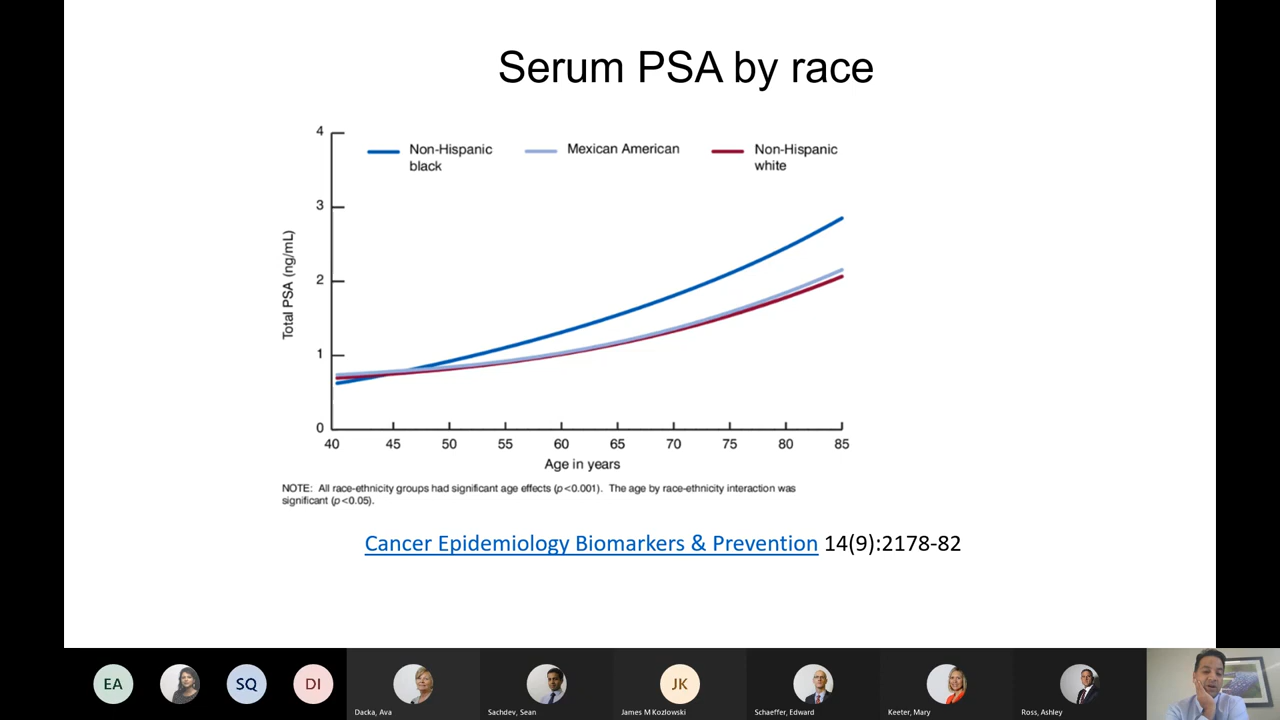 Serum PSA by race
4
3
2
1
0
Total PSA (ng/mL)
Non-Hispanic
black
Mexican American
Non-Hispanic
white
40 45 50 55 60 65 70 75 80 85
Age in years
NOTE: All race-ethnicity groups had significant age effects (p<0.001). The age by race-ethnicity interaction was
significant (p<0.05).
Cancer Epidemiology Biomarkers & Prevention 14(9):2178-82
EA
SQ
DI
Dacka, Ava
Sachdev, Sean
JK
James M Kozlowski
Schaeffer, Edward
Keeter, Mary
Ross, Ashley